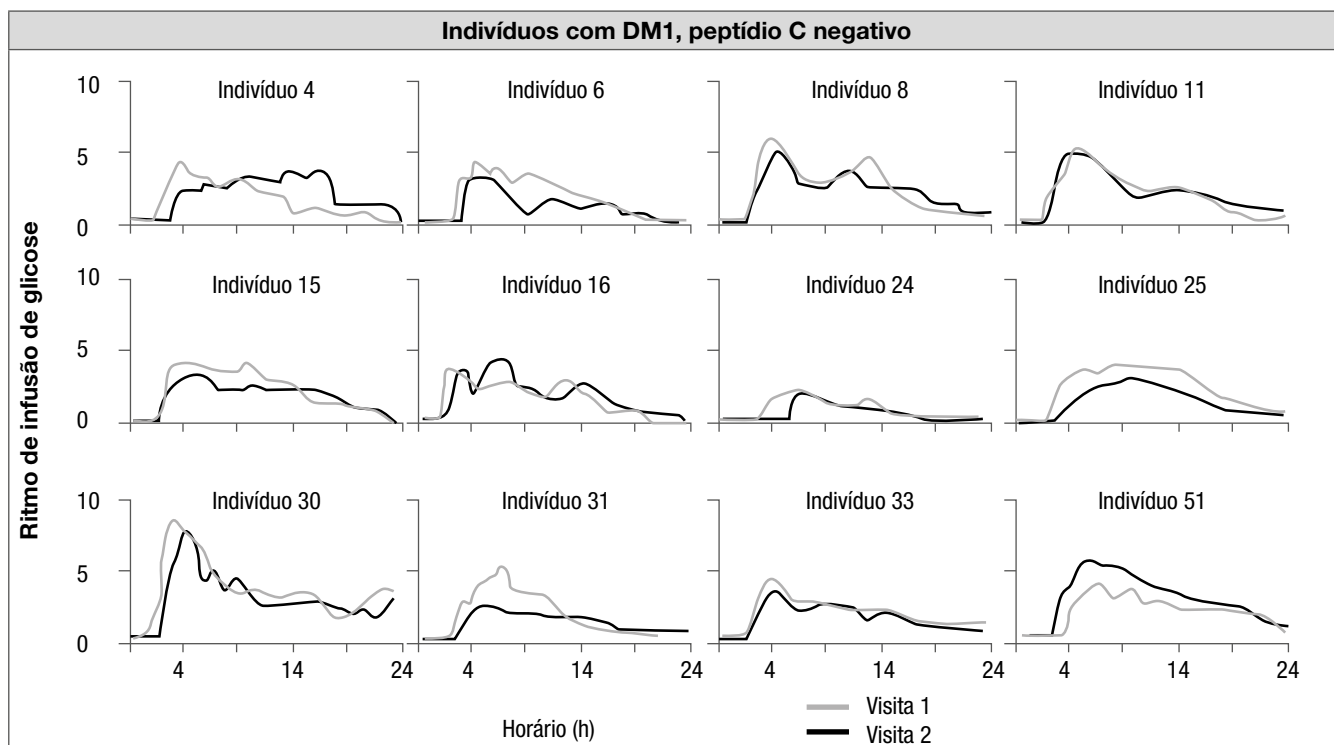 Indivíduos com DM1, peptídio C negativo
Ritmo de infusão de glicose
10
5
0
Indivíduo 4
Indivíduo 6
Indivíduo 8
Indivíduo 11
10
5
0
Indivíduo 15
Indivíduo 16
Indivíduo 24
Indivíduo 25
10
5
0
Indivíduo 30
Indivíduo 31
Indivíduo 33
Indivíduo 51
4 14 24
4 14 24
4 14 24
4 14 24
Horário (h)
Visita 1
Visita 2